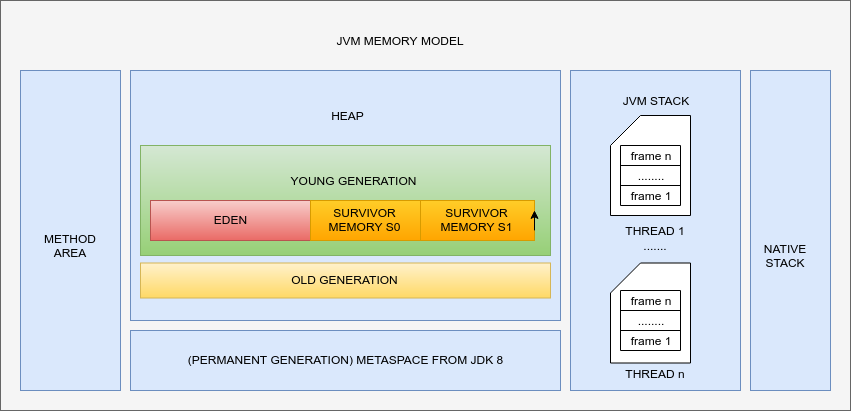 JVM MEMORY MODEL
METHOD
AREA
HEAP
YOUNG GENERATION
EDEN
SURVIVOR
MEMORY S0
SURVIVOR
MEMORY S1
OLD GENERATION
(PERMANENT GENERATION) METASPACE FROM JDK 8
JVM STACK
frame n
........
frame 1
THREAD 1
.......
frame n
........
frame 1
THREAD n
NATIVE
STACK